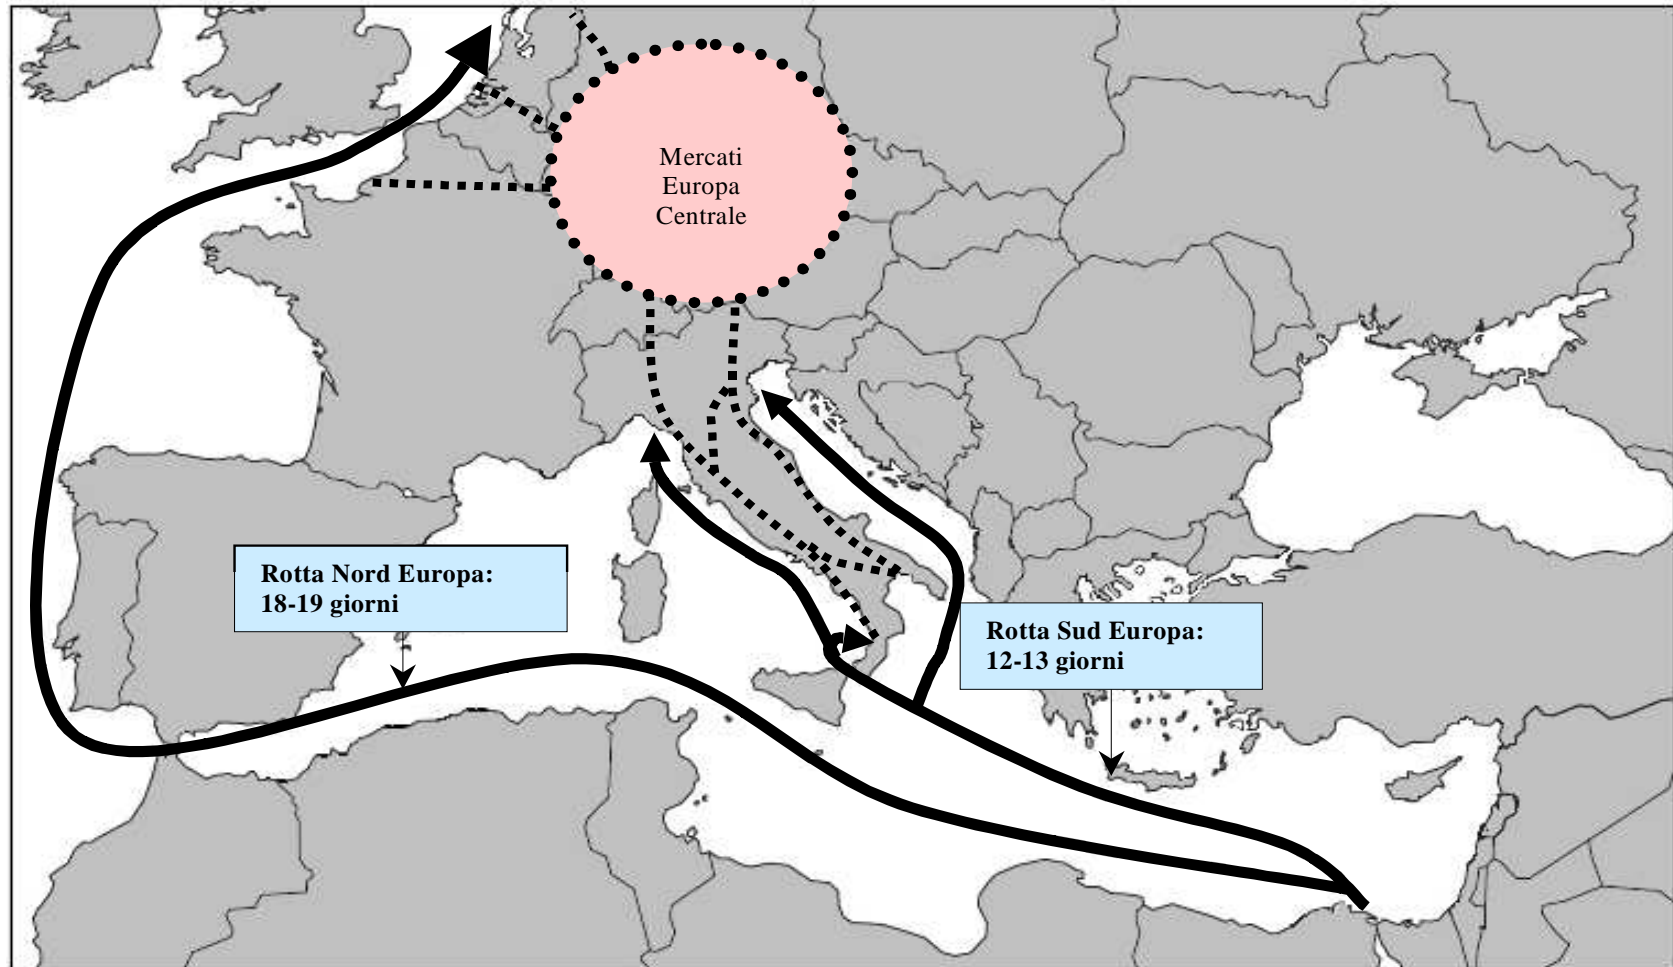 Mercati
Europa
Centrale
Rotta Nord Europa:
18-19 giorni
Rotta Sud Europa:
12-13 giorni